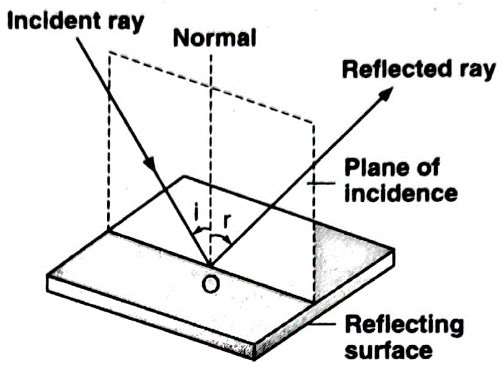 Incident ray
Normal
Reflected ray
Plane of
incidence
i
r
O
Reflecting
surface